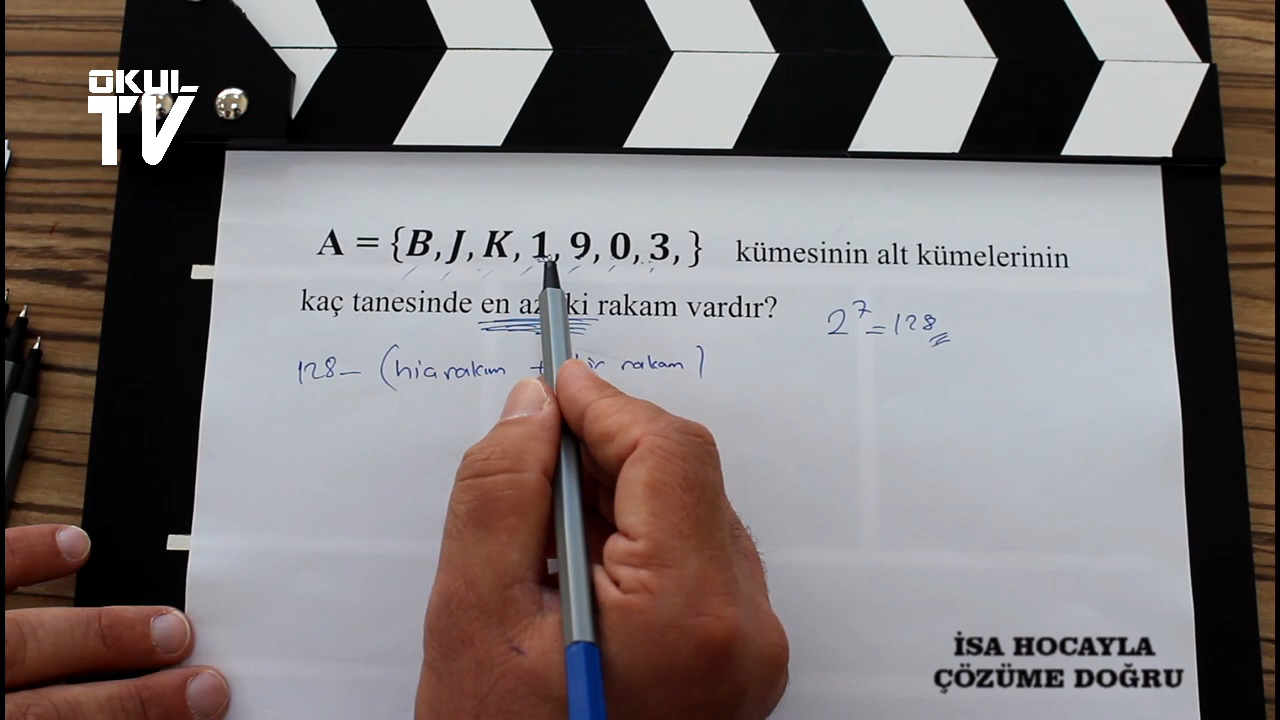 OKUL
TV
A = {B, J, K, 1, 9, 0, 3, } kümesinin alt kümelerinin
kaç tanesinde en az iki rakam vardır?
2⁷ = 128
128 – (hiç rakam + bir rakam)
İSA HOCAYLA
ÇÖZÜME DOĞRU